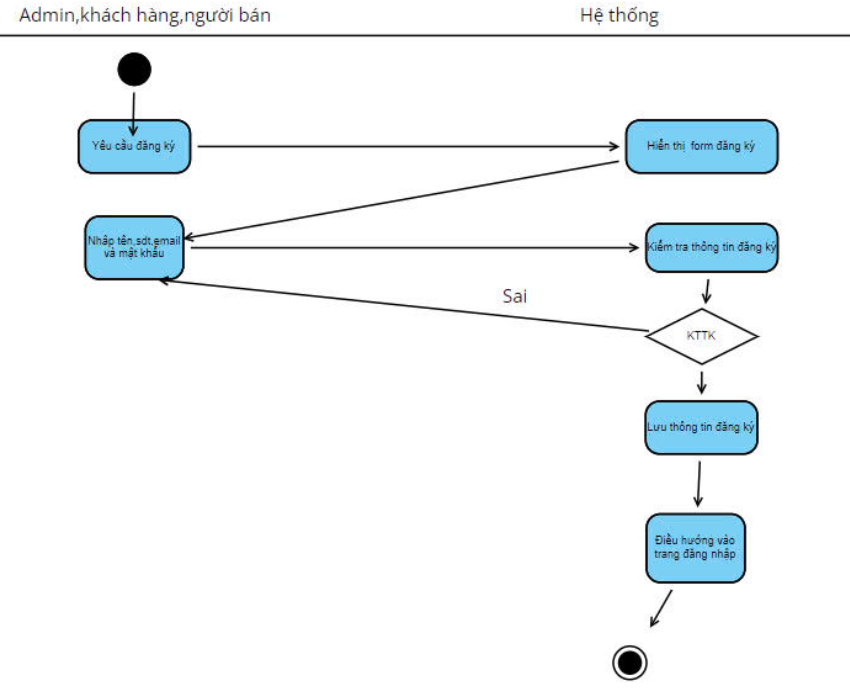 Admin,khách hàng,người bán
Hệ thống
Yêu cầu đăng ký
Hiển thị form đăng ký
Nhập tên,sdt,email
và mật khẩu
Kiểm tra thông tin đăng ký
Sai
KTTK
Lưu thông tin đăng ký
Điều hướng vào
trang đăng nhập